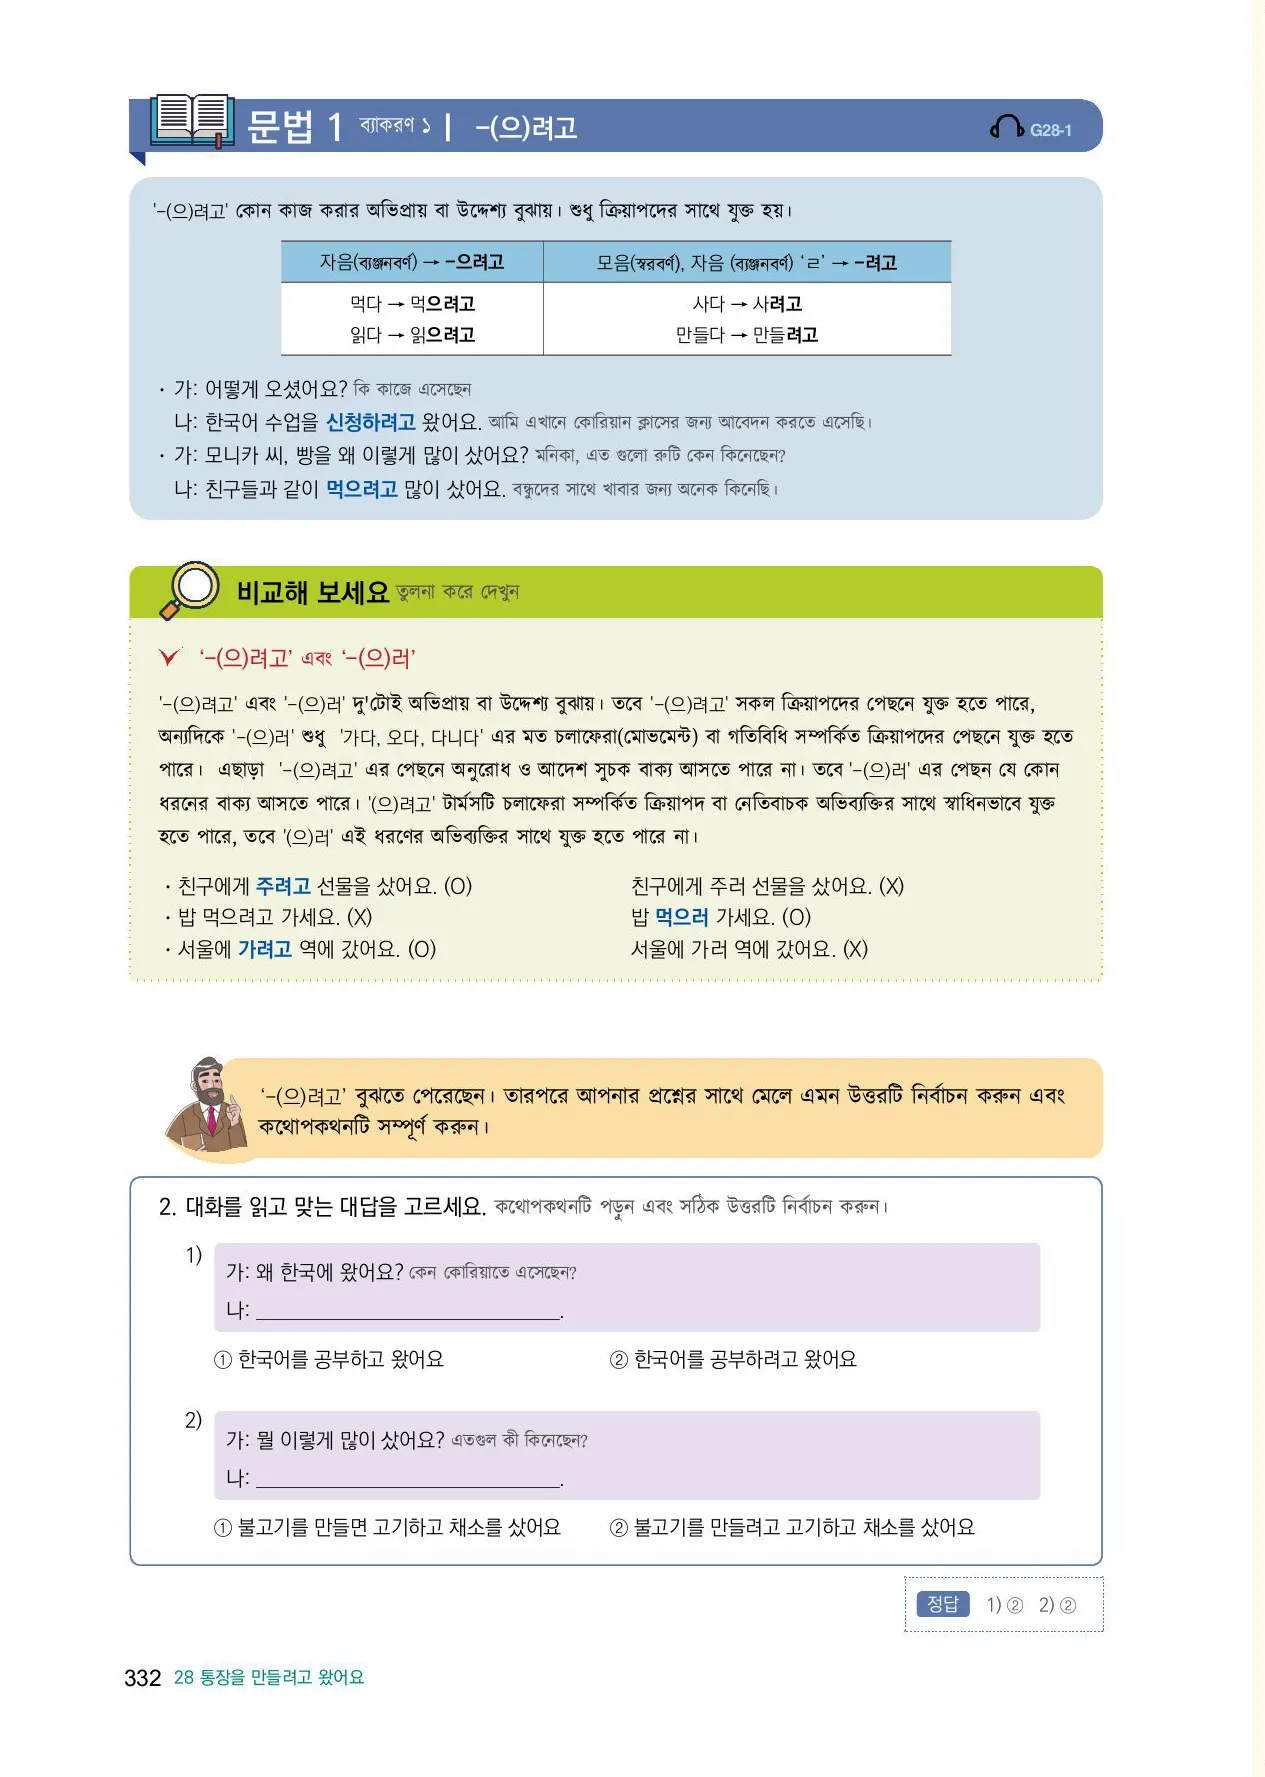 문법 1 ব্যাকরণ ১ | -(으)려고
G28-1
'-(으)려고' কোন কাজ করার অভিপ্রায় বা উদ্দেশ্য বুঝায়। শুধু ক্রিয়াপদের সাথে যুক্ত হয়।
자음(ব্যঞ্জনবর্ণ) → -으려고
모음(স্বরবর্ণ), 자음 (ব্যঞ্জনবর্ণ) ‘ㄹ’ → -려고
먹다 → 먹으려고
사다 → 사려고
읽다 → 읽으려고
만들다 → 만들려고
· 가: 어떻게 오셨어요? কি কাজে এসেছেন
나: 한국어 수업을 신청하려고 왔어요. আমি এখানে কোরিয়ান ক্লাসের জন্য আবেদন করতে এসেছি।
· 가: 모니카 씨, 빵을 왜 이렇게 많이 샀어요? মনিকা, এত গুলো রুটি কেন কিনেছেন?
나: 친구들과 같이 먹으려고 많이 샀어요. বন্ধুদের সাথে খাবার জন্য অনেক কিনেছি।
비교해 보세요 তুলনা করে দেখুন
‘-(으)려고’ এবং ‘-(으)러’
'-(으)려고' এবং '-(으)러' দু'টোই অভিপ্রায় বা উদ্দেশ্য বুঝায়। তবে '-(으)려고' সকল ক্রিয়াপদের পেছনে যুক্ত হতে পারে,
অন্যদিকে '-(으)러' শুধু '가다, 오다, 다니다' এর মত চলাফেরা(মোভমেন্ট) বা গতিবিধি সম্পর্কিত ক্রিয়াপদের পেছনে যুক্ত হতে
পারে। এছাড়া '-(으)려고' এর পেছনে অনুরোধ ও আদেশ সুচক বাক্য আসতে পারে না। তবে '-(으)러' এর পেছন যে কোন
ধরনের বাক্য আসতে পারে। '(으)려고' টার্মসটি চলাফেরা সম্পর্কিত ক্রিয়াপদ বা নেতিবাচক অভিব্যক্তির সাথে স্বাধিনভাবে যুক্ত
হতে পারে, তবে '(으)러' এই ধরণের অভিব্যক্তির সাথে যুক্ত হতে পারে না।
· 친구에게 주려고 선물을 샀어요. (O) 친구에게 주러 선물을 샀어요. (X)
· 밥 먹으려고 가세요. (X) 밥 먹으러 가세요. (O)
· 서울에 가려고 역에 갔어요. (O) 서울에 가러 역에 갔어요. (X)
‘-(으)려고’ বুঝতে পেরেছেন। তারপরে আপনার প্রশ্নের সাথে মেলে এমন উত্তরটি নির্বাচন করুন এবং
কথোপকথনটি সম্পূর্ণ করুন।
2. 대화를 읽고 맞는 대답을 고르세요. কথোপকথনটি পড়ুন এবং সঠিক উত্তরটি নির্বাচন করুন।
1)
가: 왜 한국에 왔어요? কেন কোরিয়াতে এসেছেন?
나: ____________________.
① 한국어를 공부하고 왔어요 ② 한국어를 공부하려고 왔어요
2)
가: 뭘 이렇게 많이 샀어요? এতগুল কী কিনেছেন?
나: ____________________.
① 불고기를 만들면 고기하고 채소를 샀어요 ② 불고기를 만들려고 고기하고 채소를 샀어요
정답 1) ② 2) ②
332 28 통장을 만들려고 왔어요